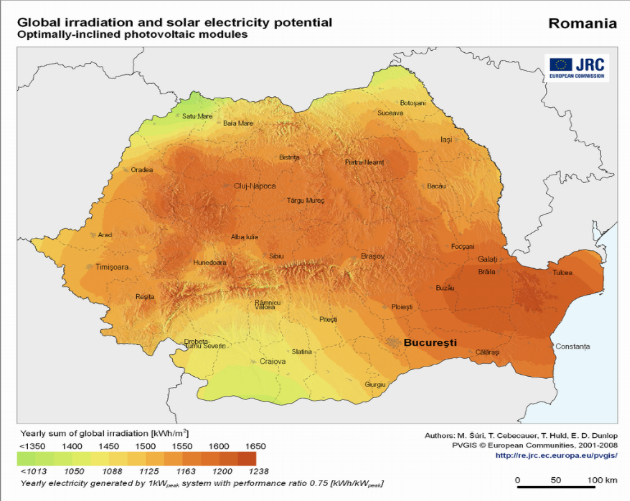 Global irradiation and solar electricity potential
Optimally-inclined photovoltaic modules
Romania
JRC
EUROPEAN COMMISSION
Botoşani
Suceava
Satu Mare
Baia Mare
Iaşi
Bistriţa
Piatra-Neamţ
Oradea
Cluj-Napoca
Bacău
Târgu Mureş
Arad
Alba Iulia
Focşani
Sibiu
Braşov
Galaţi
Timişoara
Hunedoara
Brăila
Tulcea
Buzău
Reşiţa
Râmnicu
Vâlcea
Ploieşti
Piteşti
Drobeta
Turnu Severin
Bucureşti
Slatina
Constanţa
Călăraşi
Craiova
Giurgiu
Yearly sum of global irradiation [kWh/m²]
<1350 1400 1450 1500 1550 1600 1650
<1013 1050 1088 1125 1163 1200 1238
Yearly electricity generated by 1kWpeak system with performance ratio 0.75 [kWh/kWpeak]
Authors: M. Šúri, T. Cebecauer, T. Huld, E. D. Dunlop
PVGIS © European Communities, 2001-2008
http://re.jrc.ec.europa.eu/pvgis/
0 50 100 km